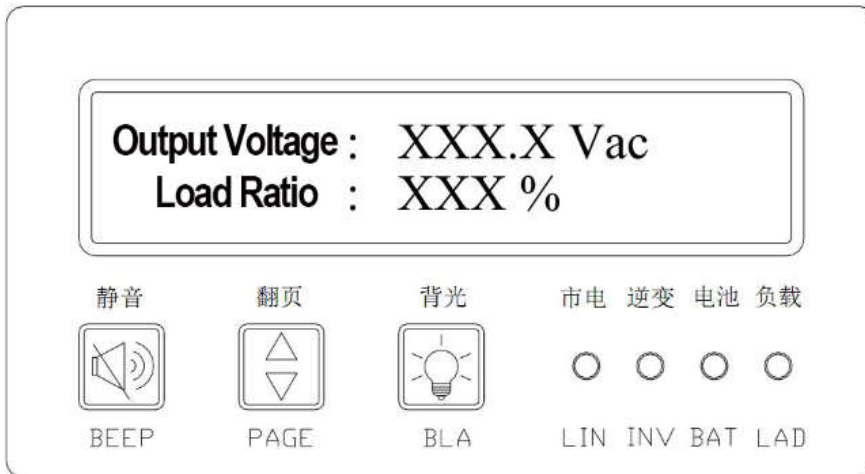 Output Voltage : XXX.X Vac
Load Ratio : XXX %
静音 翻页 背光 市电 逆变 电池 负载
BEEP PAGE BLA LIN INV BAT LAD